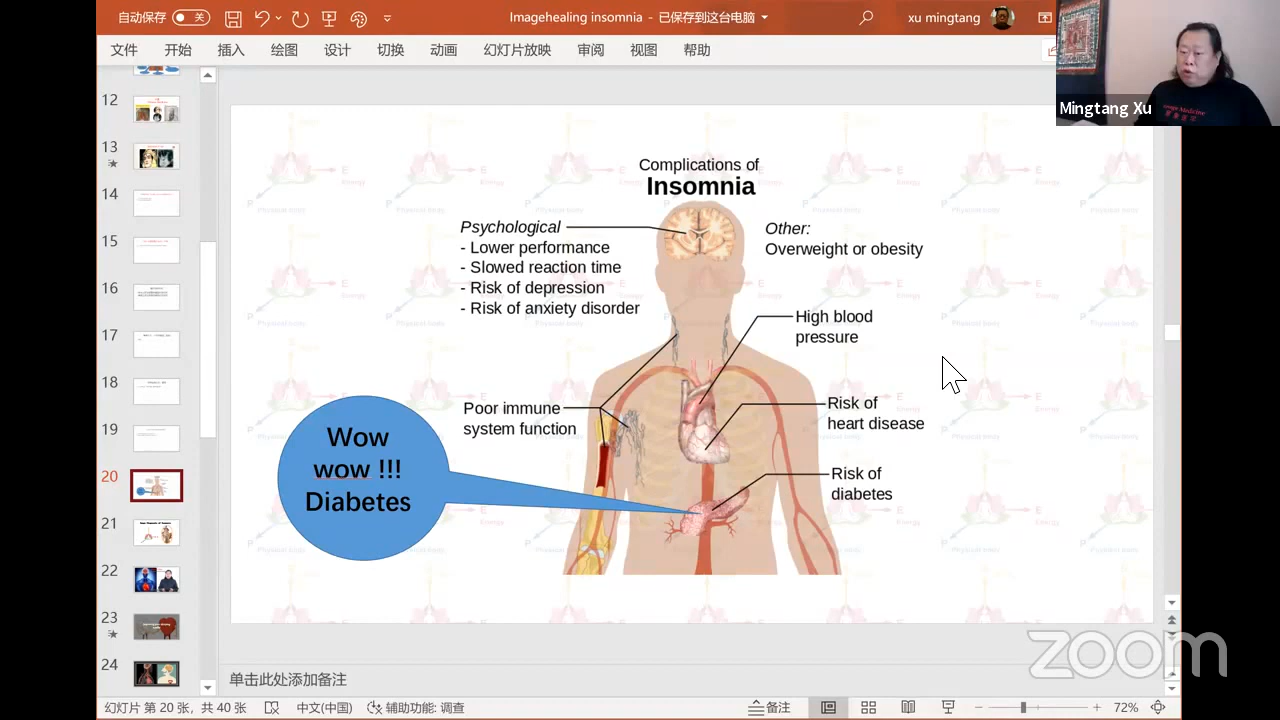 自动保存
关
Imagehealing insomnia - 已保存到这台电脑
xu mingtang
文件 开始 插入 绘图 设计 切换 动画 幻灯片放映 审阅 视图 帮助
Mingtang Xu
12
13
14
15
16
17
18
19
20
21
22
23
24
Complications of
Insomnia
Psychological
- Lower performance
- Slowed reaction time
- Risk of depression
- Risk of anxiety disorder
Other:
Overweight or obesity
High blood
pressure
Poor immune
system function
Risk of
heart disease
Risk of
diabetes
Wow
wow !!!
Diabetes
E
Energy
P
Physical body
单击此处添加备注
zoom
幻灯片 第 20 张，共 40 张
中文(中国)
辅助功能: 调查
备注
72%